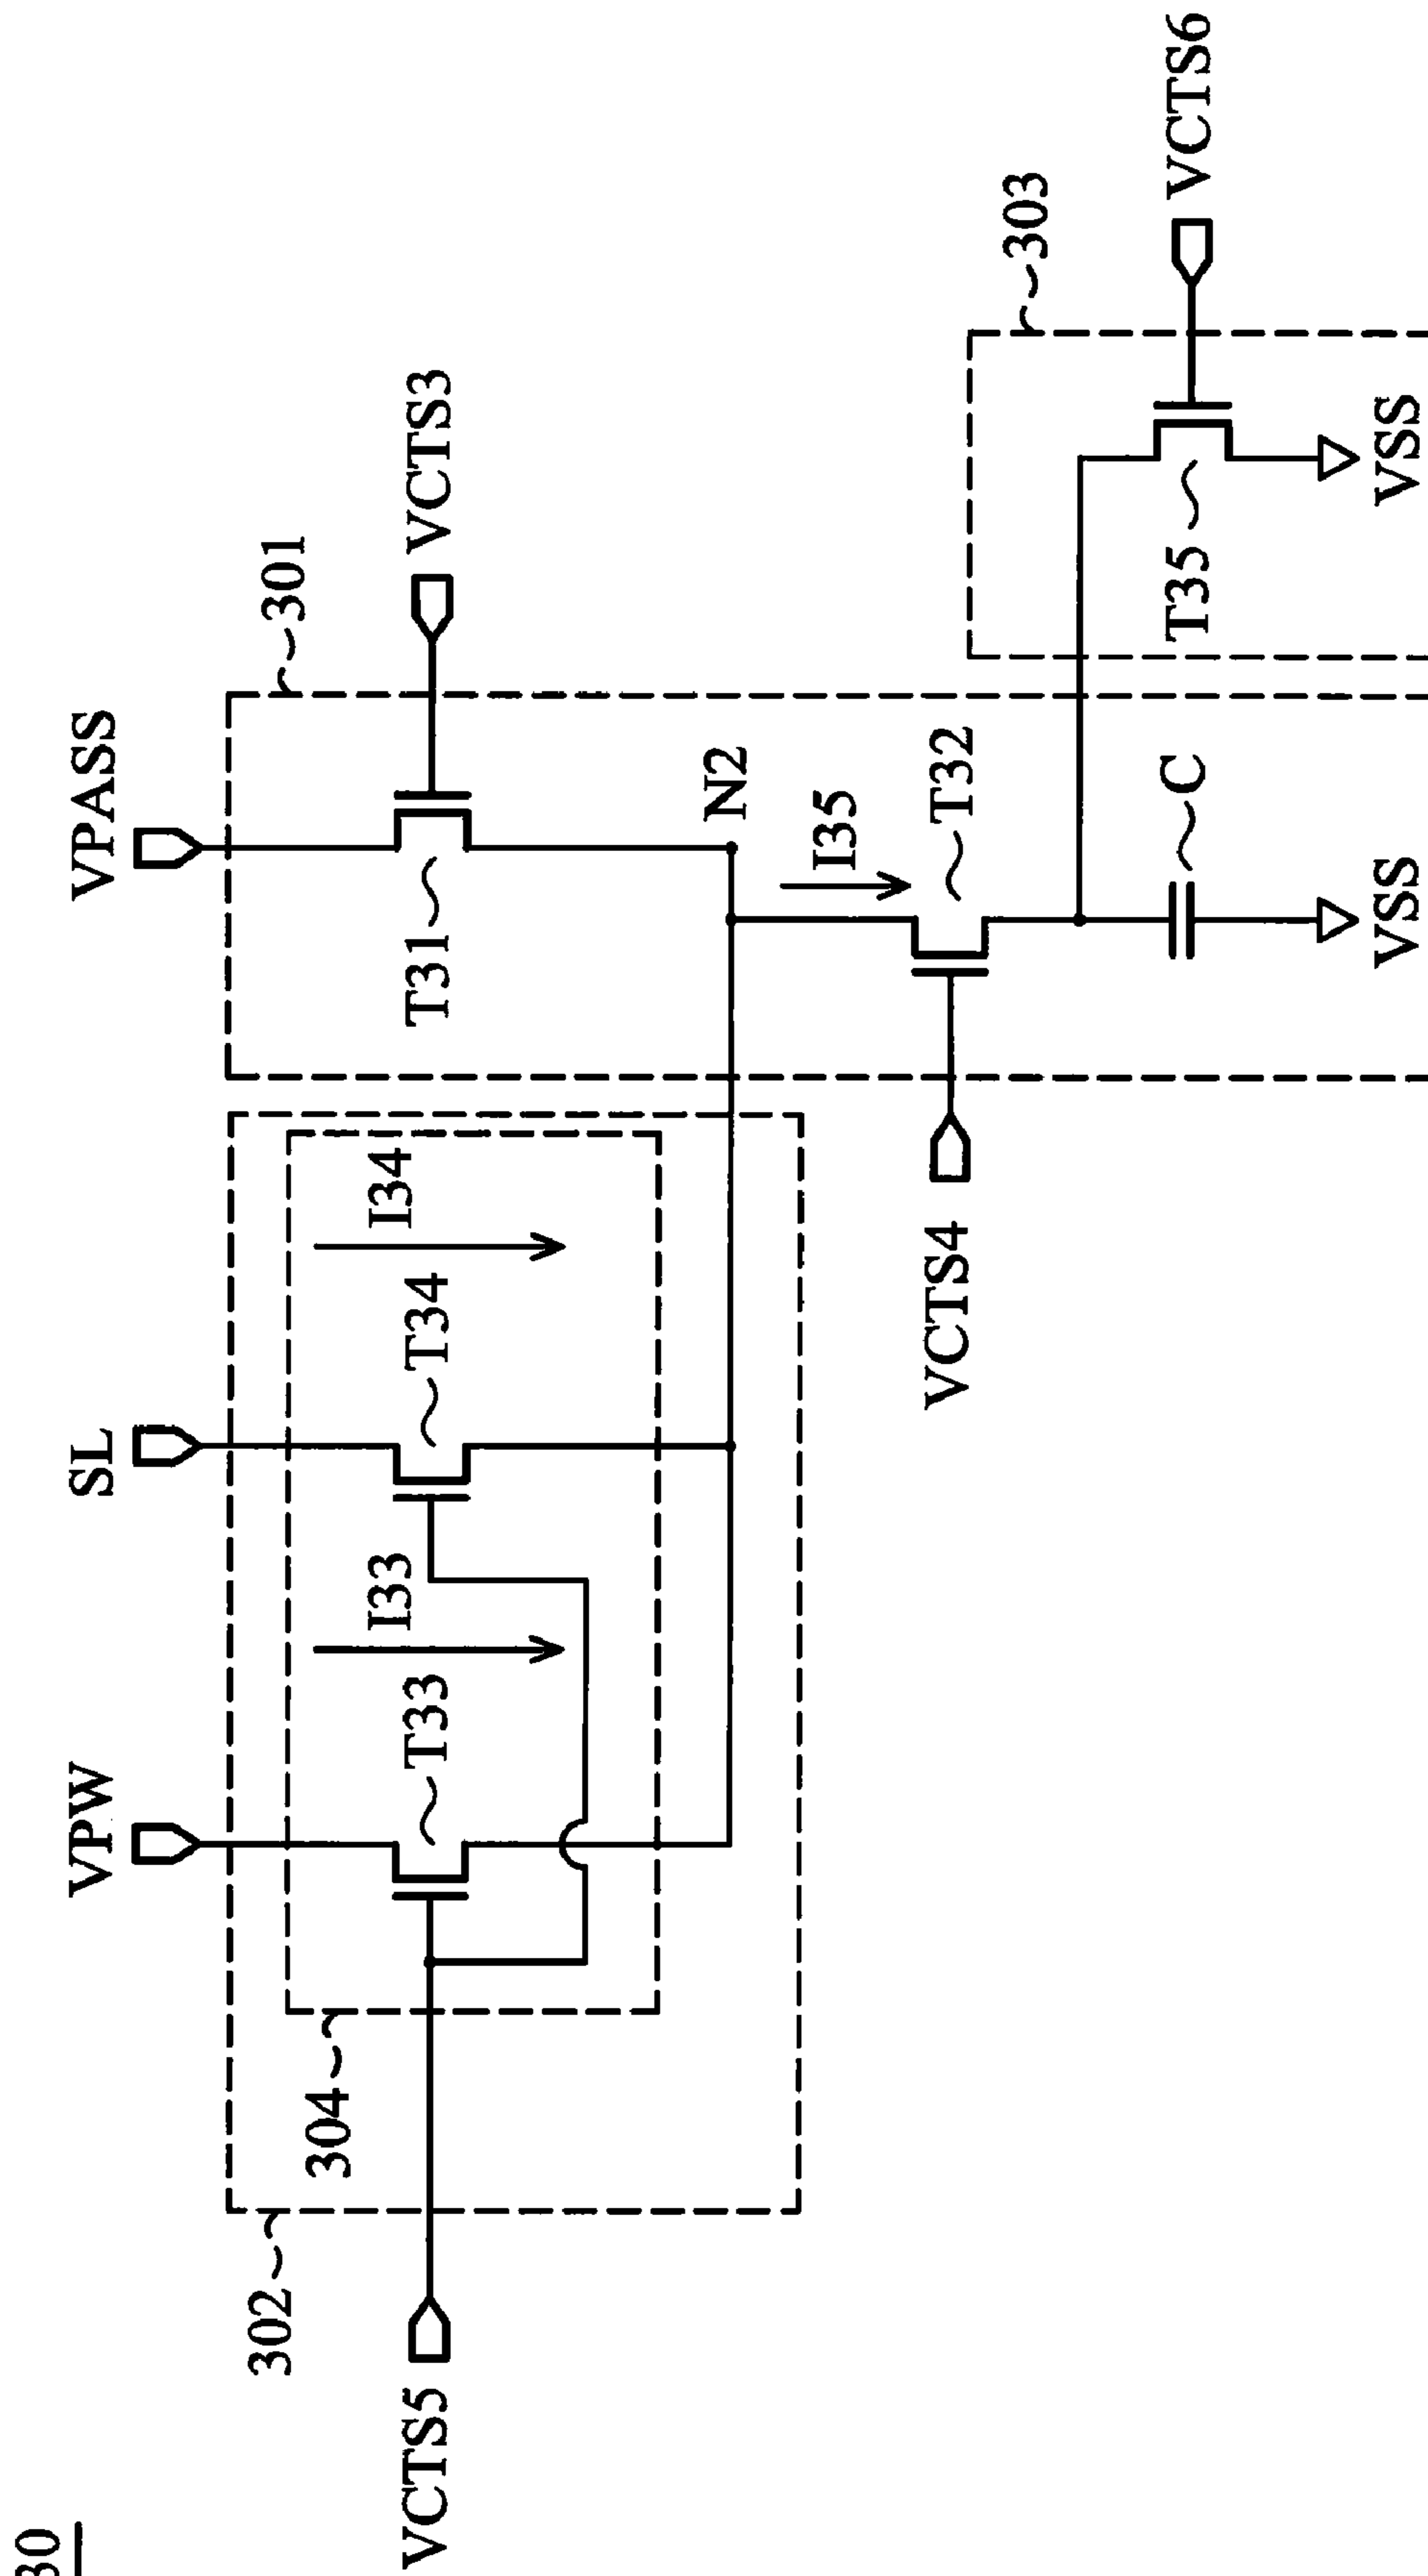 30
VPW
SL
VPASS
302
304
301
I33
I34
VCTS5
T33
T34
T31
VCTS3
N2
I35
VCTS4
T32
303
C
T35
VCTS6
VSS
VSS